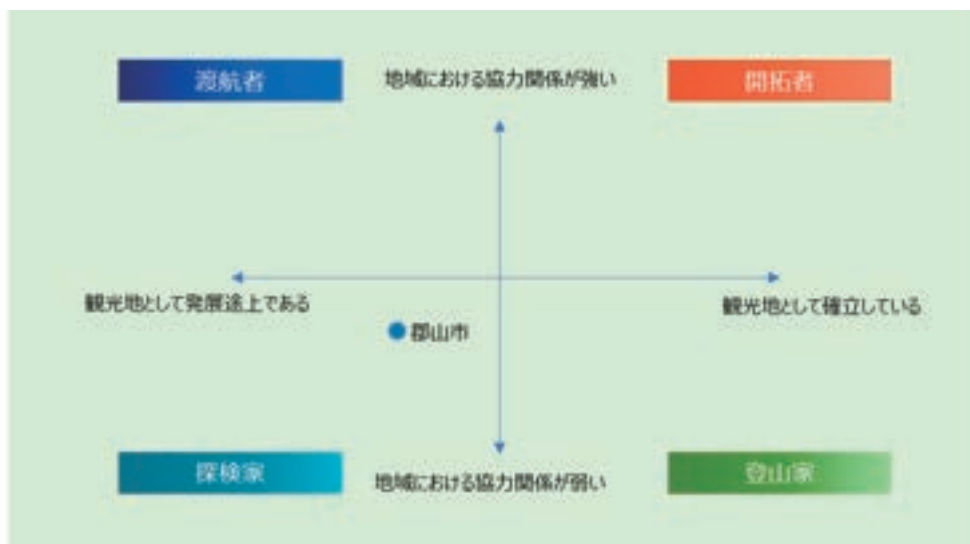 渡航者
地域における協力関係が強い
開拓者
観光地として発展途上である
観光地として確立している
郡山市
探検家
地域における協力関係が弱い
登山家